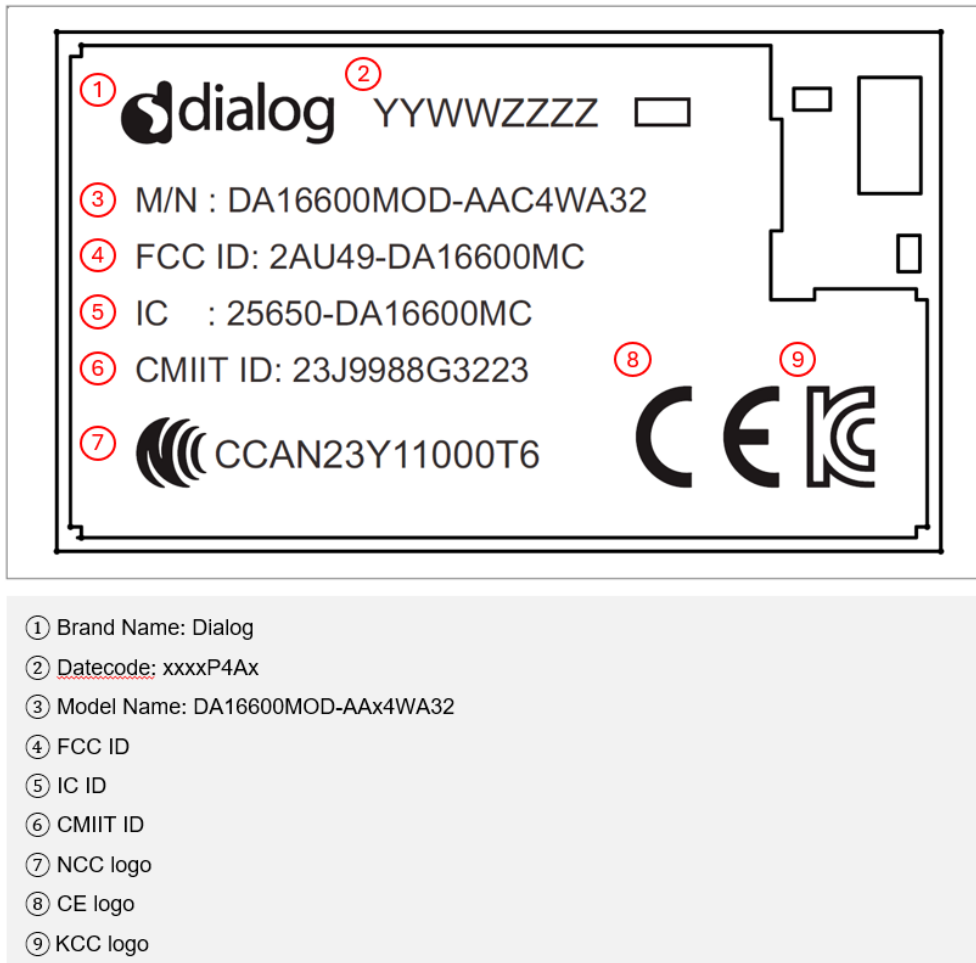 ① ② dialog YYWWZZZZ
③ M/N : DA16600MOD-AAC4WA32
④ FCC ID: 2AU49-DA16600MC
⑤ IC : 25650-DA16600MC
⑥ CMIIT ID: 23J9988G3223
⑦ CCAN23Y11000T6
⑧ CE ⑨ KC
① Brand Name: Dialog
② Datecode: xxxxP4Ax
③ Model Name: DA16600MOD-AAx4WA32
④ FCC ID
⑤ IC ID
⑥ CMIIT ID
⑦ NCC logo
⑧ CE logo
⑨ KCC logo